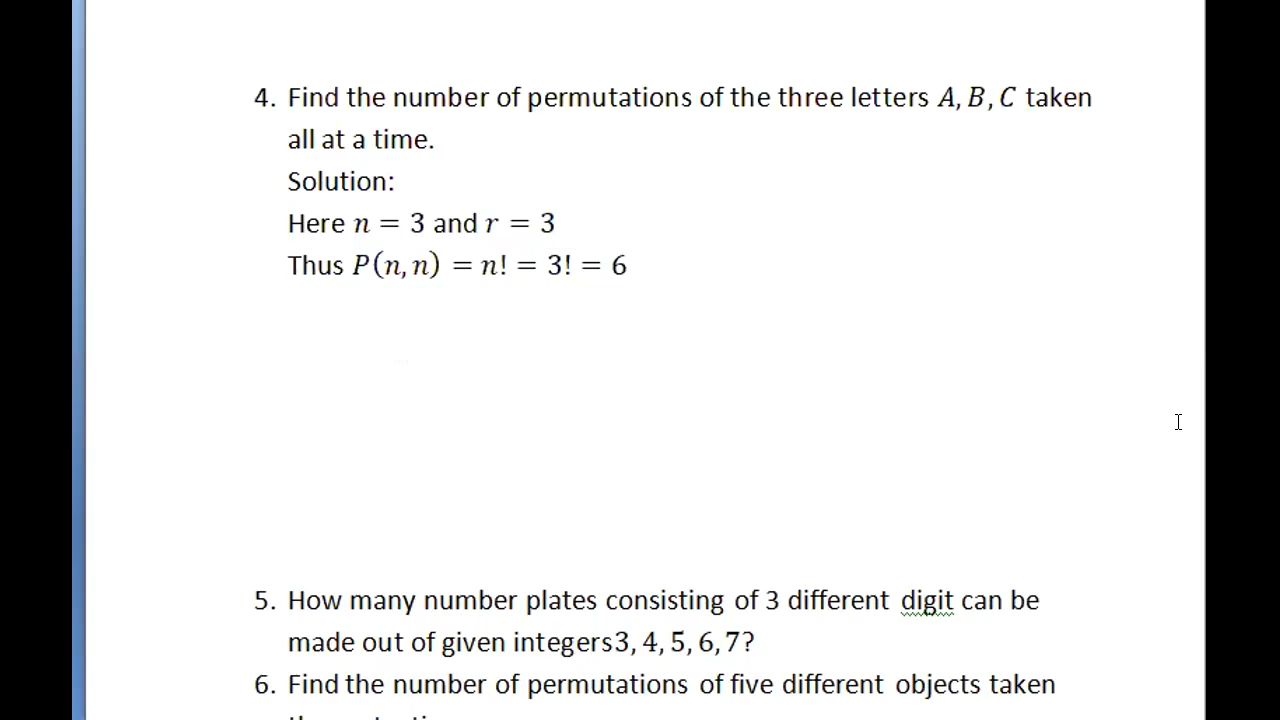 4. Find the number of permutations of the three letters A, B, C taken
all at a time.
Solution:
Here n = 3 and r = 3
Thus P(n, n) = n! = 3! = 6
5. How many number plates consisting of 3 different digit can be
made out of given integers3, 4, 5, 6, 7?
6. Find the number of permutations of five different objects taken